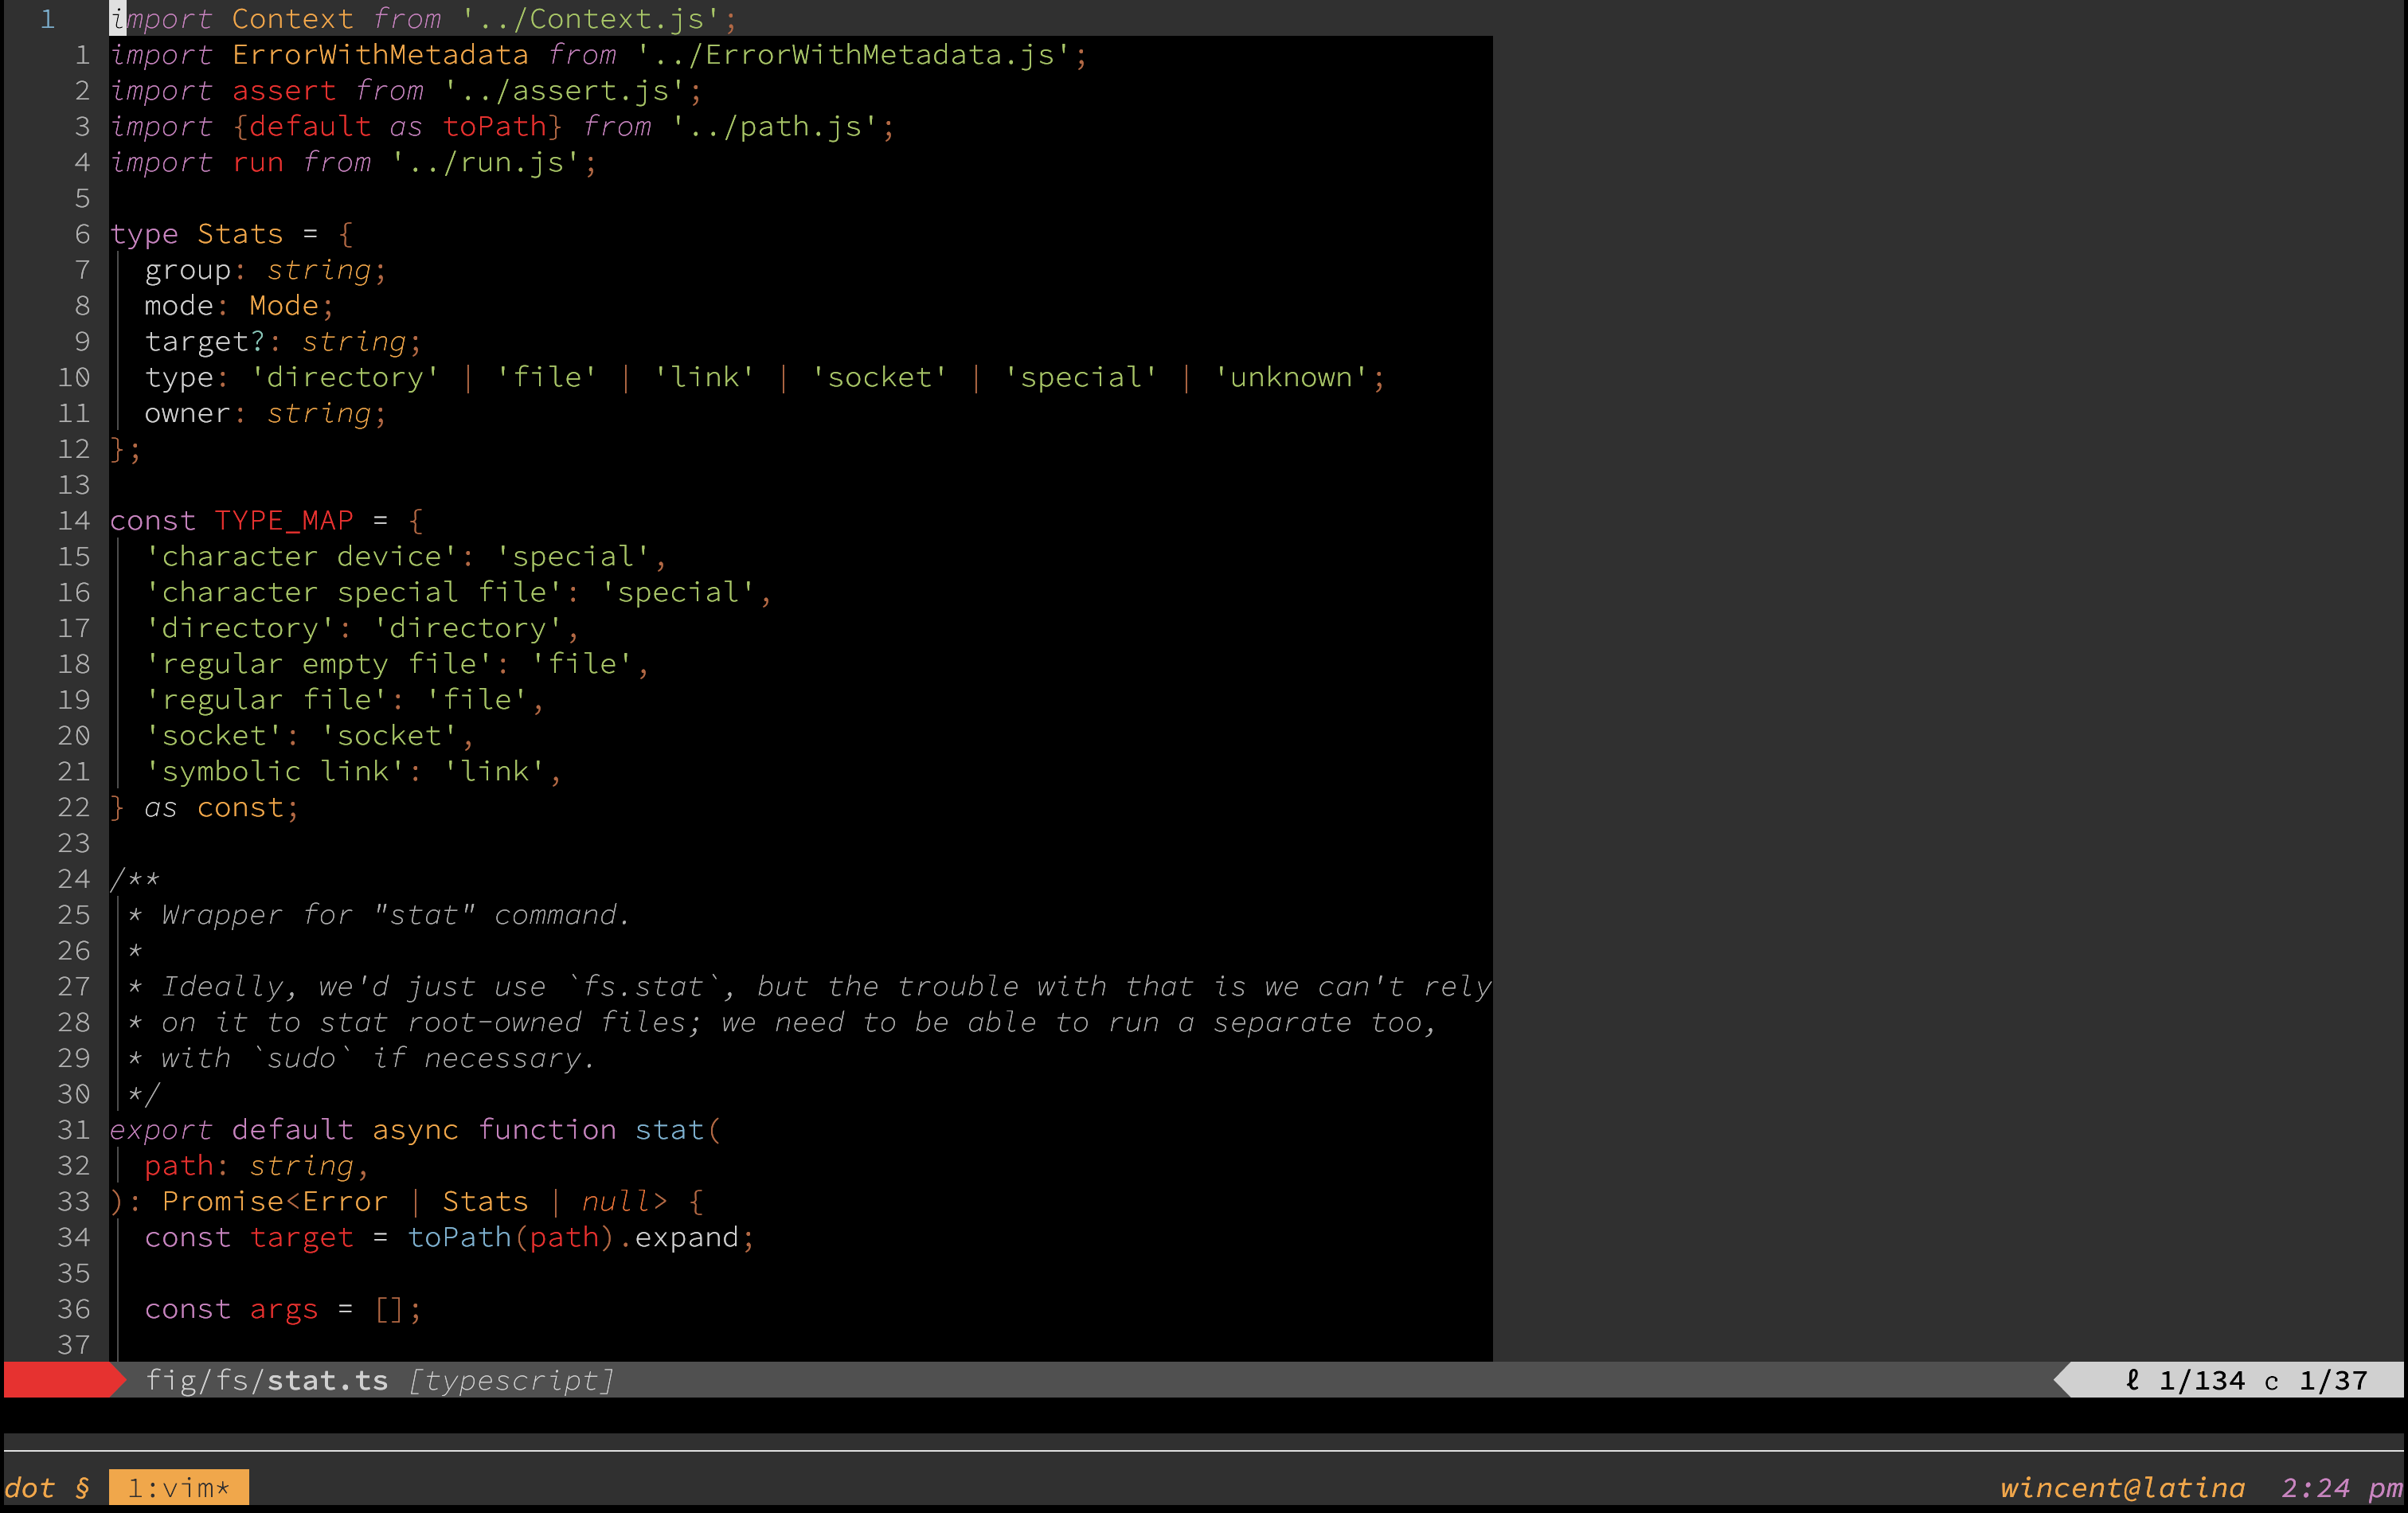 1 import Context from '../Context.js';
1 import ErrorWithMetadata from '../ErrorWithMetadata.js';
2 import assert from '../assert.js';
3 import {default as toPath} from '../path.js';
4 import run from '../run.js';
5
6 type Stats = {
7   group: string;
8   mode: Mode;
9   target?: string;
10   type: 'directory' | 'file' | 'link' | 'socket' | 'special' | 'unknown';
11   owner: string;
12 };
13
14 const TYPE_MAP = {
15   'character device': 'special',
16   'character special file': 'special',
17   'directory': 'directory',
18   'regular empty file': 'file',
19   'regular file': 'file',
20   'socket': 'socket',
21   'symbolic link': 'link',
22 } as const;
23
24 /**
25  * Wrapper for "stat" command.
26  *
27  * Ideally, we'd just use `fs.stat`, but the trouble with that is we can't rely
28  * on it to stat root-owned files; we need to be able to run a separate too,
29  * with `sudo` if necessary.
30  */
31 export default async function stat(
32   path: string,
33 ): Promise<Error | Stats | null> {
34   const target = toPath(path).expand;
35
36   const args = [];
37
fig/fs/stat.ts [typescript] ℓ 1/134 c 1/37
dot § 1:vim* wincent@latina 2:24 pm